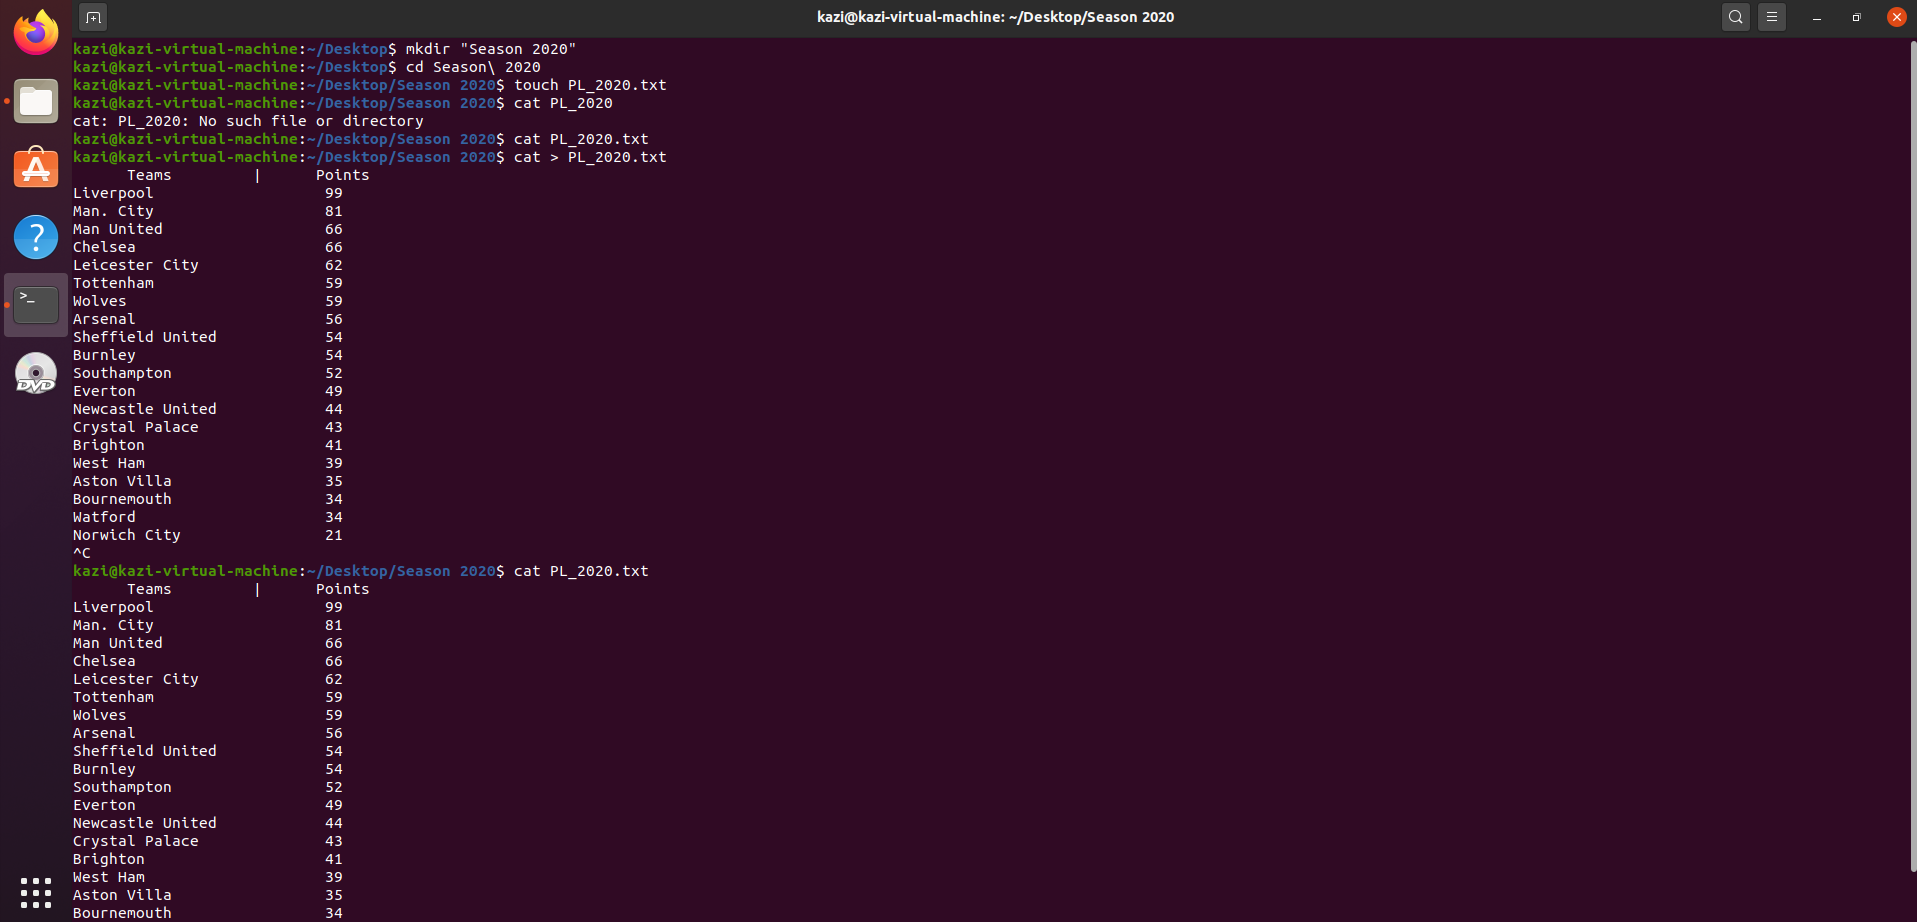 kazi@kazi-virtual-machine: ~/Desktop/Season 2020
kazi@kazi-virtual-machine:~/Desktop$ mkdir "Season 2020"
kazi@kazi-virtual-machine:~/Desktop$ cd Season\ 2020
kazi@kazi-virtual-machine:~/Desktop/Season 2020$ touch PL_2020.txt
kazi@kazi-virtual-machine:~/Desktop/Season 2020$ cat PL_2020
cat: PL_2020: No such file or directory
kazi@kazi-virtual-machine:~/Desktop/Season 2020$ cat PL_2020.txt
kazi@kazi-virtual-machine:~/Desktop/Season 2020$ cat > PL_2020.txt
      Teams         |      Points
Liverpool                   99
Man. City                   81
Man United                  66
Chelsea                     66
Leicester City              62
Tottenham                   59
Wolves                      59
Arsenal                     56
Sheffield United            54
Burnley                     54
Southampton                 52
Everton                     49
Newcastle United            44
Crystal Palace              43
Brighton                    41
West Ham                    39
Aston Villa                 35
Bournemouth                 34
Watford                     34
Norwich City                21
^C
kazi@kazi-virtual-machine:~/Desktop/Season 2020$ cat PL_2020.txt
      Teams         |      Points
Liverpool                   99
Man. City                   81
Man United                  66
Chelsea                     66
Leicester City              62
Tottenham                   59
Wolves                      59
Arsenal                     56
Sheffield United            54
Burnley                     54
Southampton                 52
Everton                     49
Newcastle United            44
Crystal Palace              43
Brighton                    41
West Ham                    39
Aston Villa                 35
Bournemouth                 34
>_
?
DVD